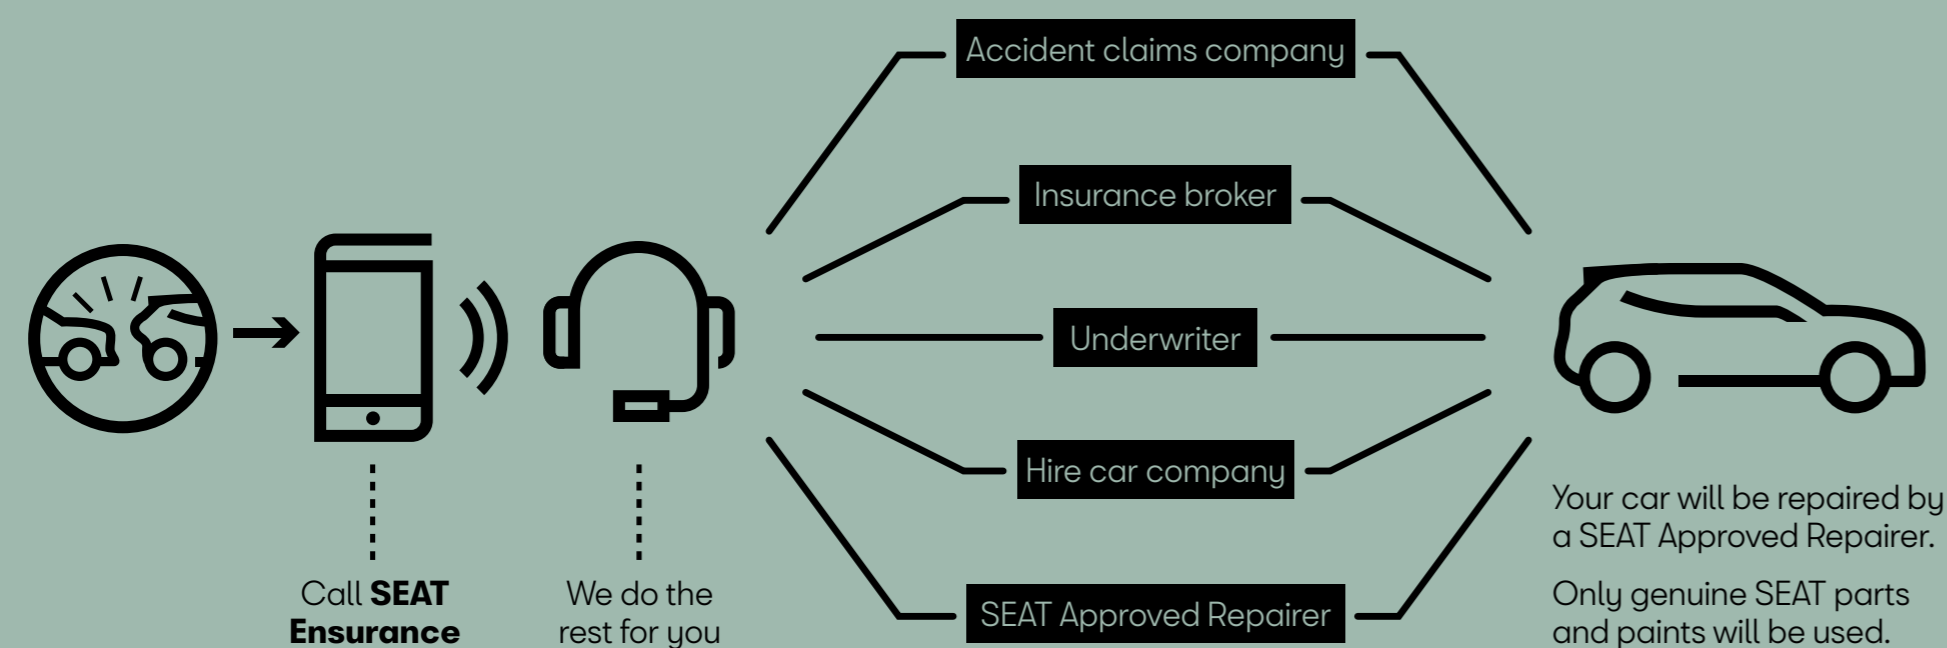 Accident claims company
Insurance broker
Underwriter
Hire car company
SEAT Approved Repairer
Call SEAT
Ensurance
We do the
rest for you
Your car will be repaired by
a SEAT Approved Repairer.
Only genuine SEAT parts
and paints will be used.